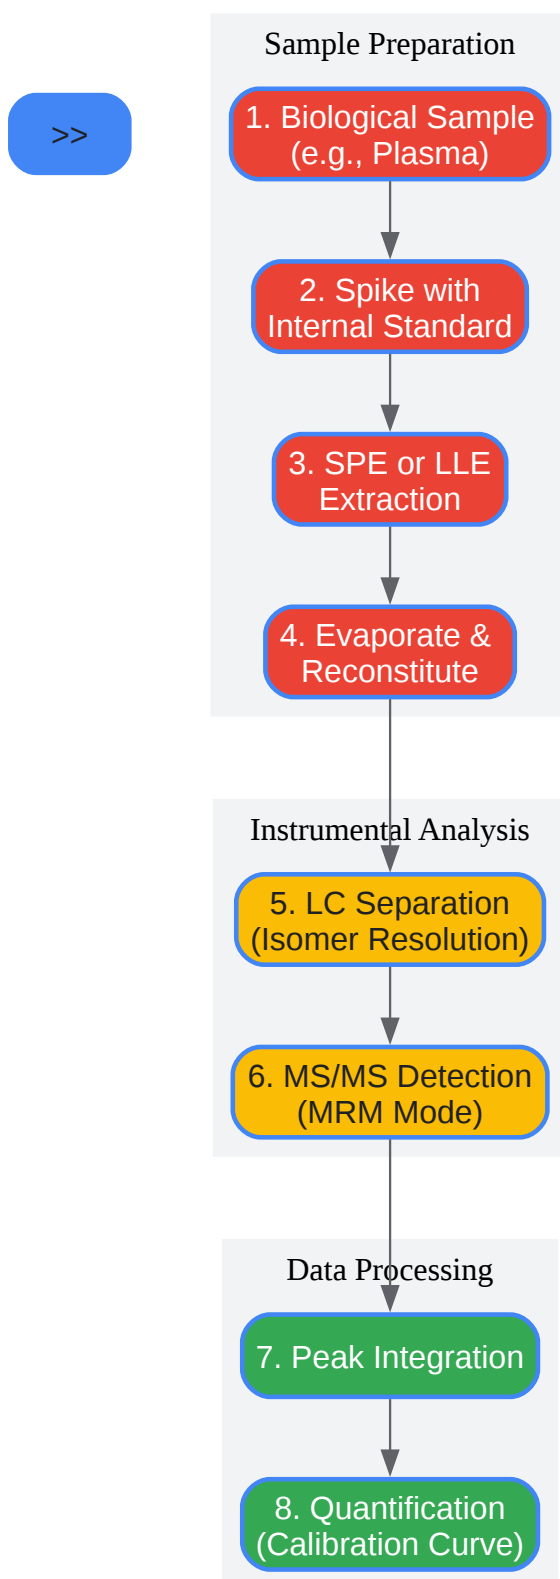 Sample Preparation
>>
1. Biological Sample
(e.g., Plasma)
2. Spike with
Internal Standard
3. SPE or LLE
Extraction
4. Evaporate &
Reconstitute
Instrumental Analysis
5. LC Separation
(Isomer Resolution)
6. MS/MS Detection
(MRM Mode)
Data Processing
7. Peak Integration
8. Quantification
(Calibration Curve)